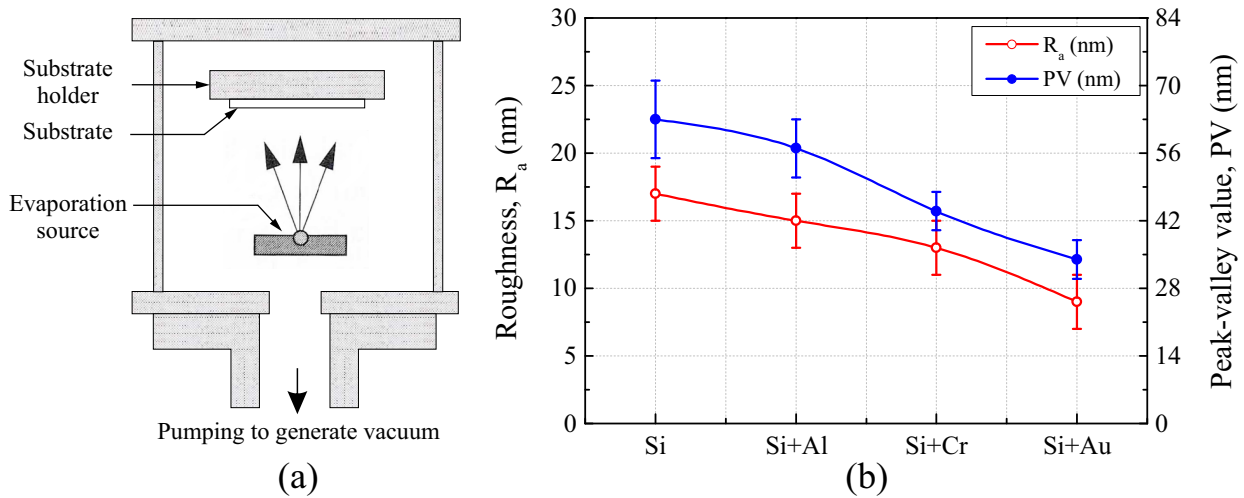 Substrate
holder
Substrate
Evaporation
source
Pumping to generate vacuum
(a)
Roughness, Rₐ (nm)
30
25
20
15
10
5
0
Rₐ (nm)
PV (nm)
84
70
56
42
28
14
0
Peak-valley value, PV (nm)
Si
Si+Al
Si+Cr
Si+Au
(b)